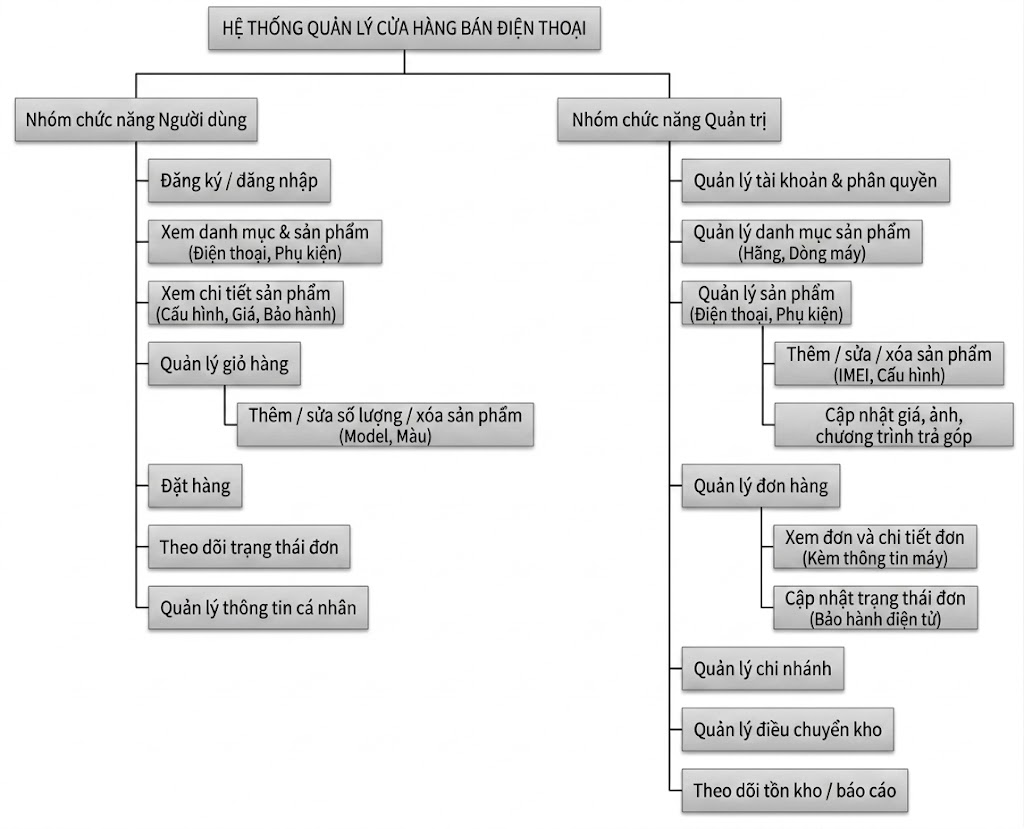 HỆ THỐNG QUẢN LÝ CỬA HÀNG BÁN ĐIỆN THOẠI
Nhóm chức năng Người dùng
Đăng ký / đăng nhập
Xem danh mục & sản phẩm
(Điện thoại, Phụ kiện)
Xem chi tiết sản phẩm
(Cấu hình, Giá, Bảo hành)
Quản lý giỏ hàng
Thêm / sửa số lượng / xóa sản phẩm
(Model, Màu)
Đặt hàng
Theo dõi trạng thái đơn
Quản lý thông tin cá nhân
Nhóm chức năng Quản trị
Quản lý tài khoản & phân quyền
Quản lý danh mục sản phẩm
(Hãng, Dòng máy)
Quản lý sản phẩm
(Điện thoại, Phụ kiện)
Thêm / sửa / xóa sản phẩm
(IMEI, Cấu hình)
Cập nhật giá, ảnh,
chương trình trả góp
Quản lý đơn hàng
Xem đơn và chi tiết đơn
(Kèm thông tin máy)
Cập nhật trạng thái đơn
(Bảo hành điện tử)
Quản lý chi nhánh
Quản lý điều chuyển kho
Theo dõi tồn kho / báo cáo